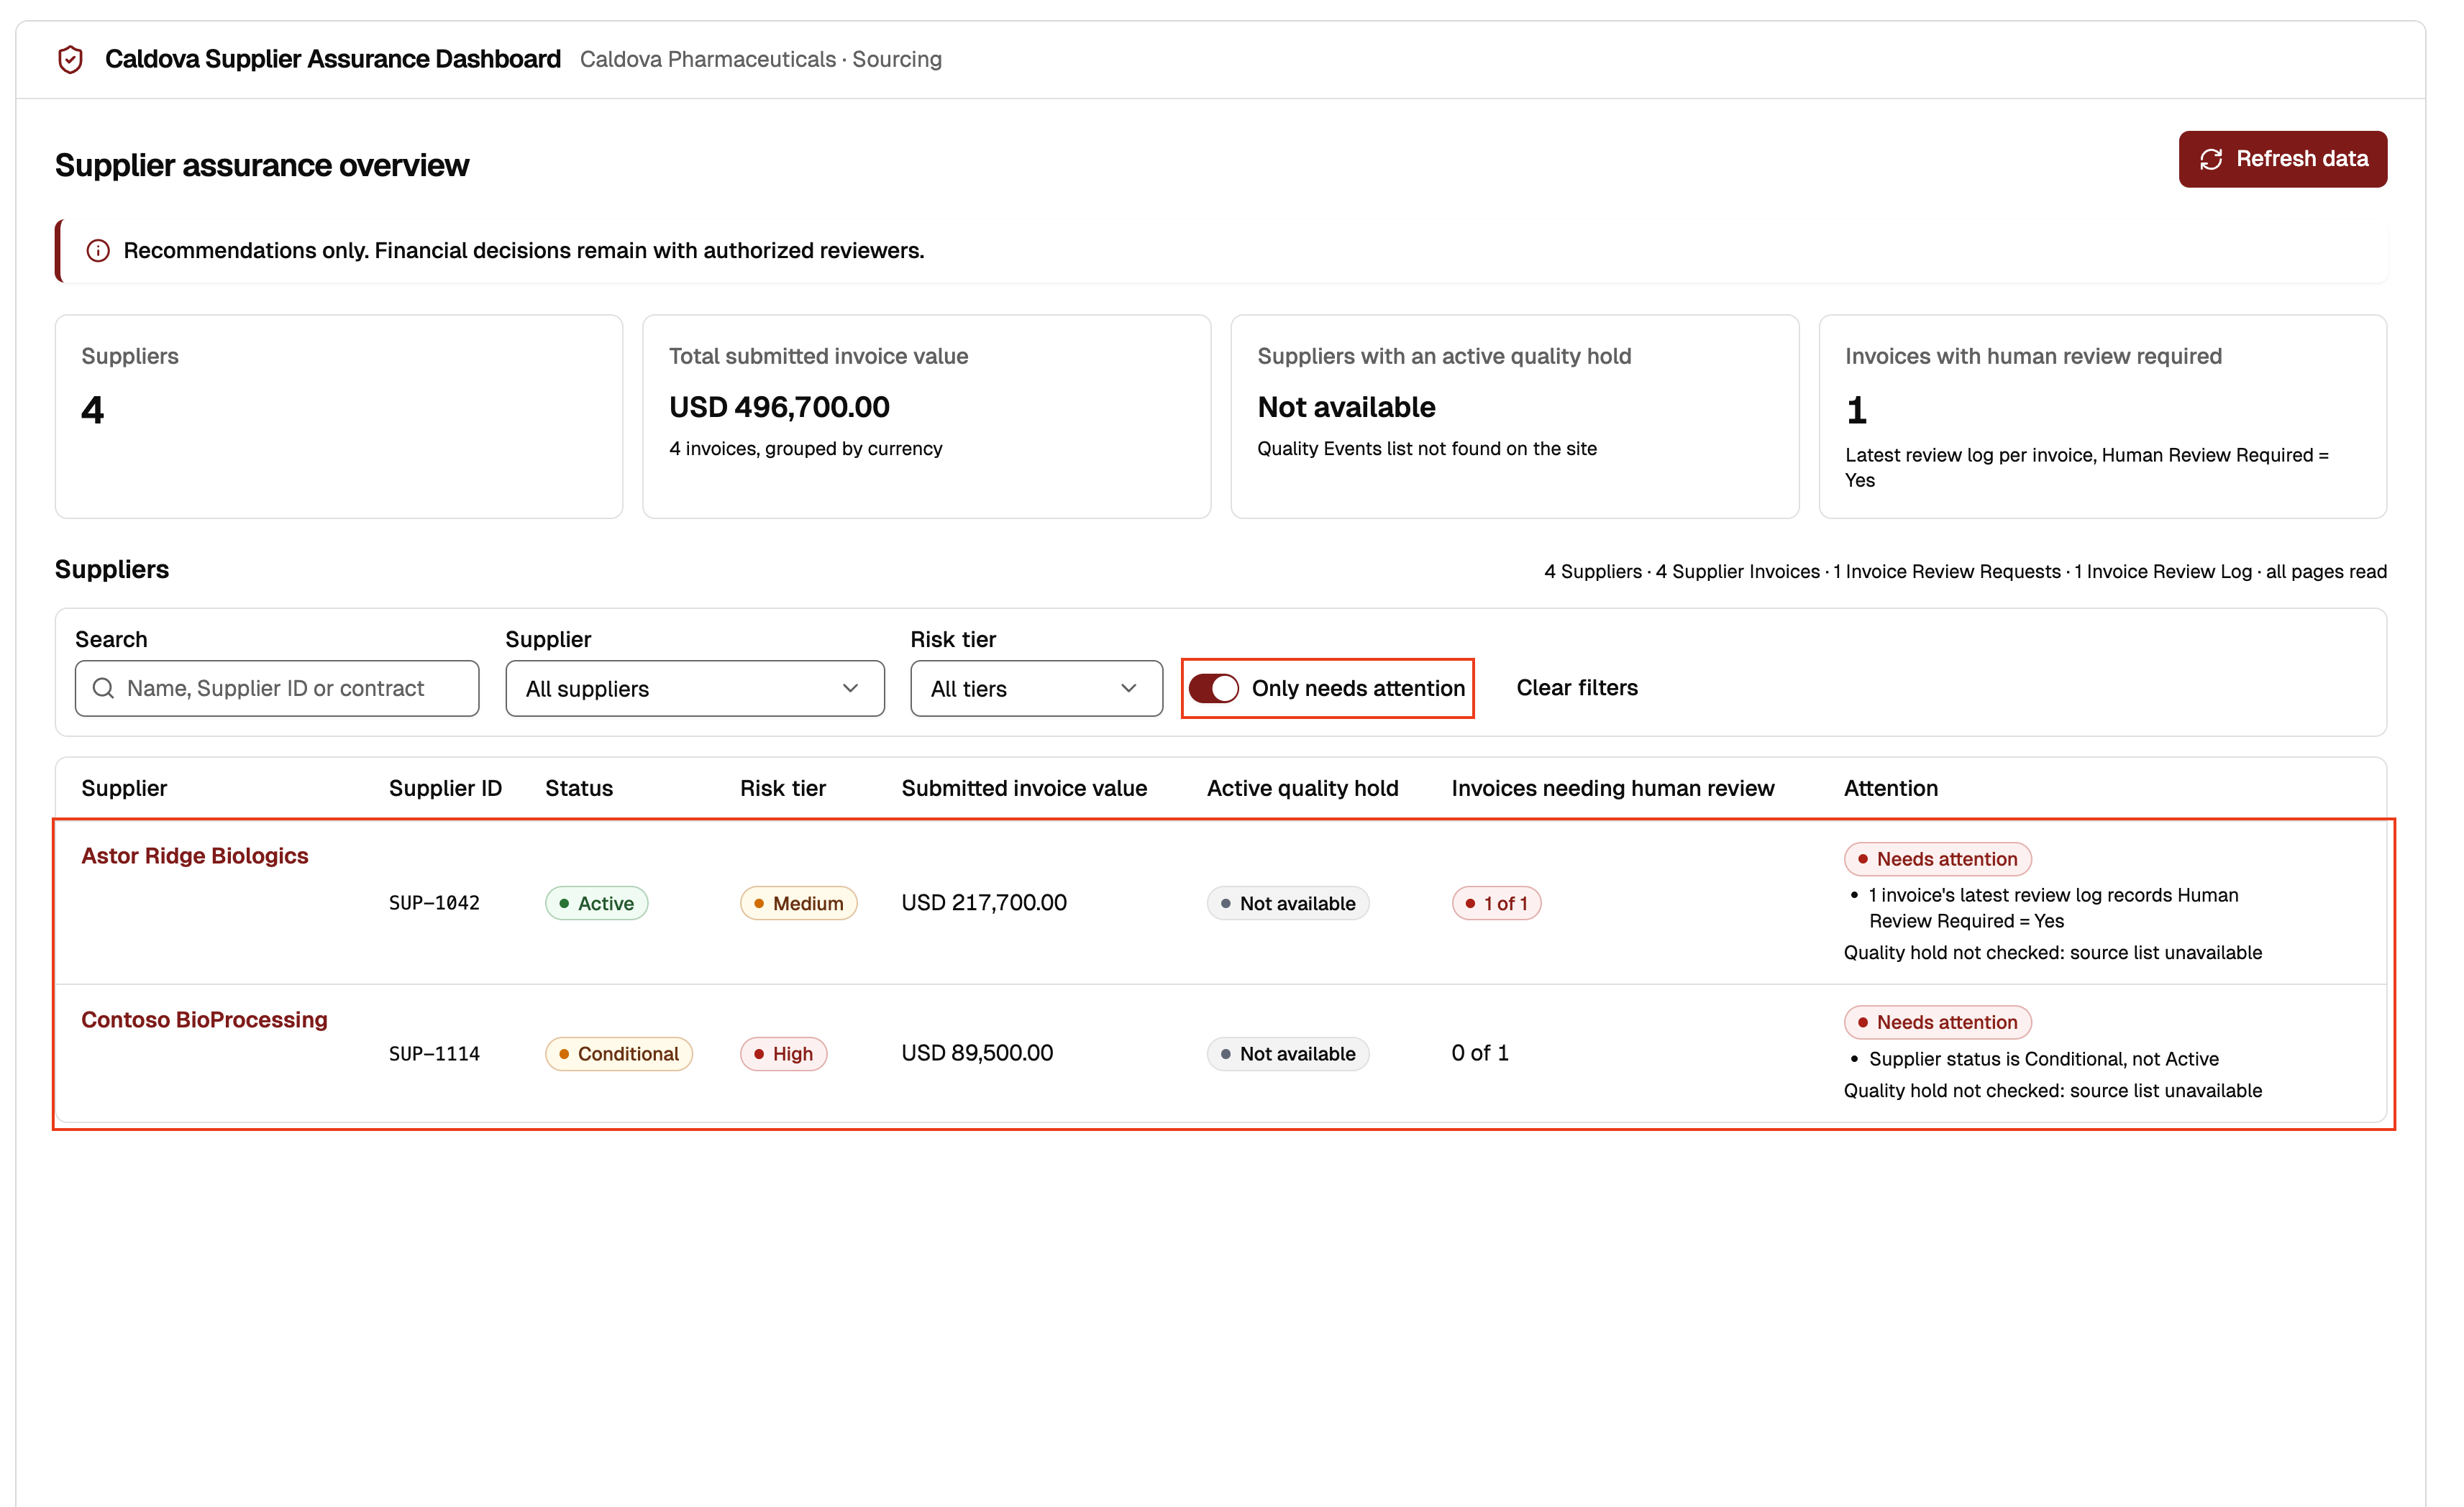 Caldova Supplier Assurance Dashboard Caldova Pharmaceuticals · Sourcing
Supplier assurance overview
Refresh data
Recommendations only. Financial decisions remain with authorized reviewers.
Suppliers
4
Total submitted invoice value
USD 496,700.00
4 invoices, grouped by currency
Suppliers with an active quality hold
Not available
Quality Events list not found on the site
Invoices with human review required
1
Latest review log per invoice, Human Review Required =
Yes
Suppliers
4 Suppliers · 4 Supplier Invoices · 1 Invoice Review Requests · 1 Invoice Review Log · all pages read
Search
Name, Supplier ID or contract
Supplier
All suppliers
Risk tier
All tiers
Only needs attention
Clear filters
Supplier Supplier ID Status Risk tier Submitted invoice value Active quality hold Invoices needing human review Attention
Astor Ridge Biologics
SUP-1042
Active
Medium
USD 217,700.00
Not available
1 of 1
Needs attention
• 1 invoice's latest review log records Human
Review Required = Yes
Quality hold not checked: source list unavailable
Contoso BioProcessing
SUP-1114
Conditional
High
USD 89,500.00
Not available
0 of 1
Needs attention
• Supplier status is Conditional, not Active
Quality hold not checked: source list unavailable